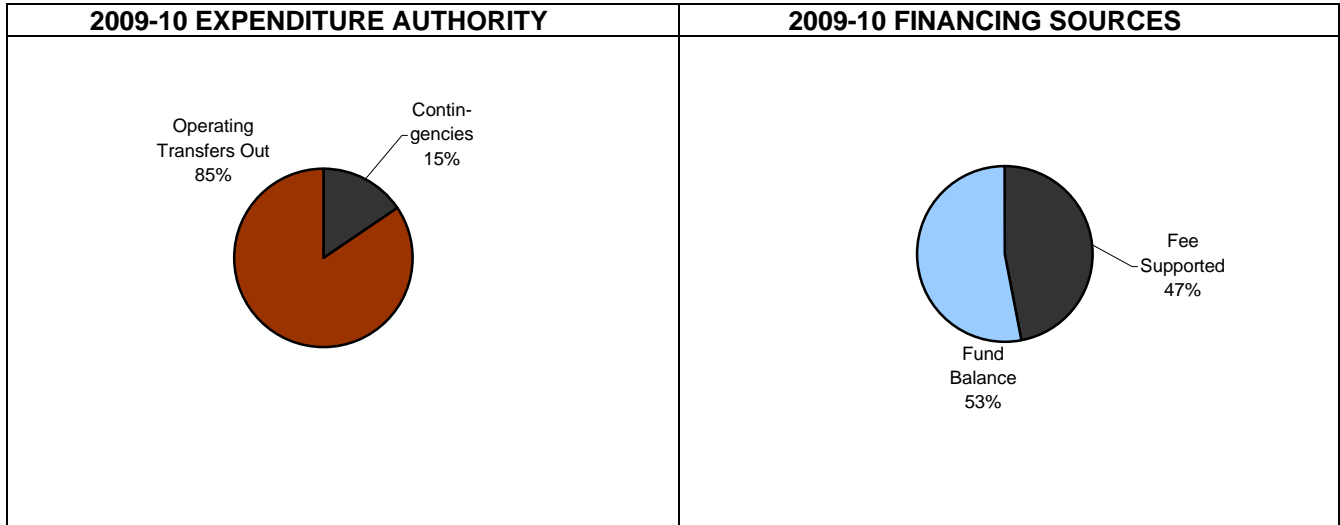 2009-10 EXPENDITURE AUTHORITY
Operating
Transfers Out
85%
Contin-
gencies
15%
2009-10 FINANCING SOURCES
Fee
Supported
47%
Fund
Balance
53%